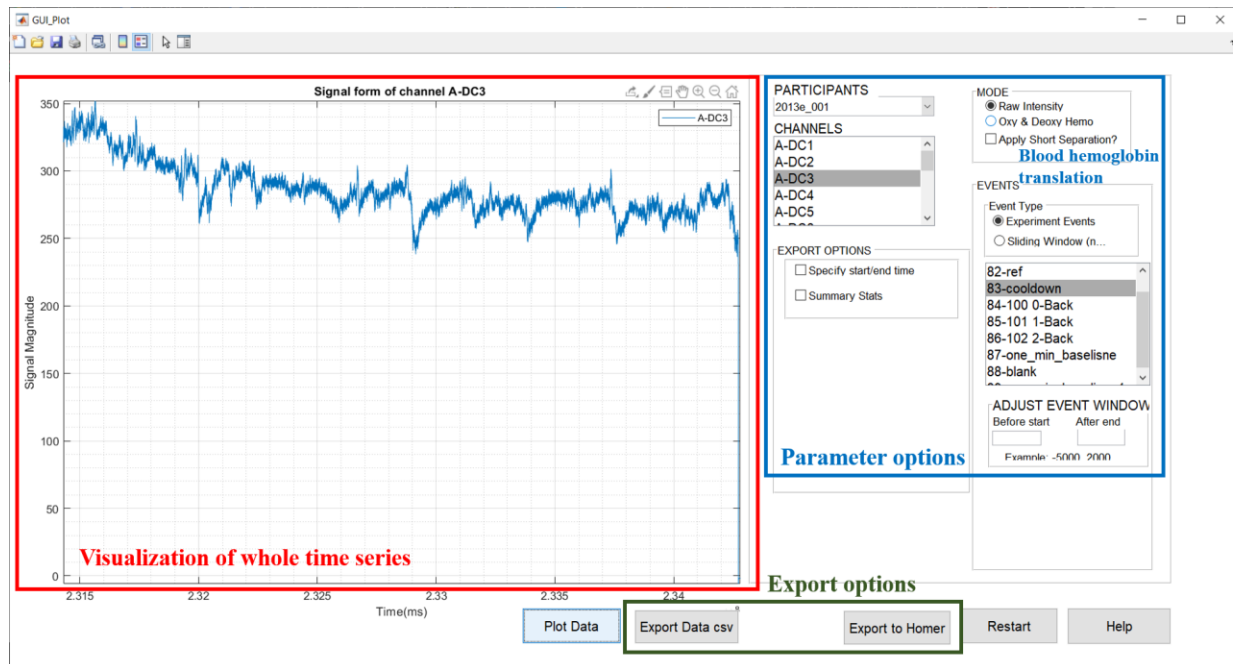 GUI_Plot
Signal form of channel A-DC3
A-DC3
350
300
250
200
150
100
50
0
Signal Magnitude
2.315
2.32
2.325
2.33
2.335
2.34
Time(ms)
Visualization of whole time series
PARTICIPANTS
2013e_001
CHANNELS
A-DC1
A-DC2
A-DC3
A-DC4
A-DC5
EXPORT OPTIONS
Specify start/end time
Summary Stats
MODE
Raw Intensity
Oxy & Deoxy Hemo
Apply Short Separation?
Blood hemoglobin
translation
EVENTS
Event Type
Experiment Events
Sliding Window (n...
82-ref
83-cooldown
84-100 0-Back
85-101 1-Back
86-102 2-Back
87-one_min_baselisne
88-blank
ADJUST EVENT WINDOW
Before start After end
Example: -5000, 2000
Parameter options
Export options
Plot Data
Export Data csv
Export to Homer
Restart
Help